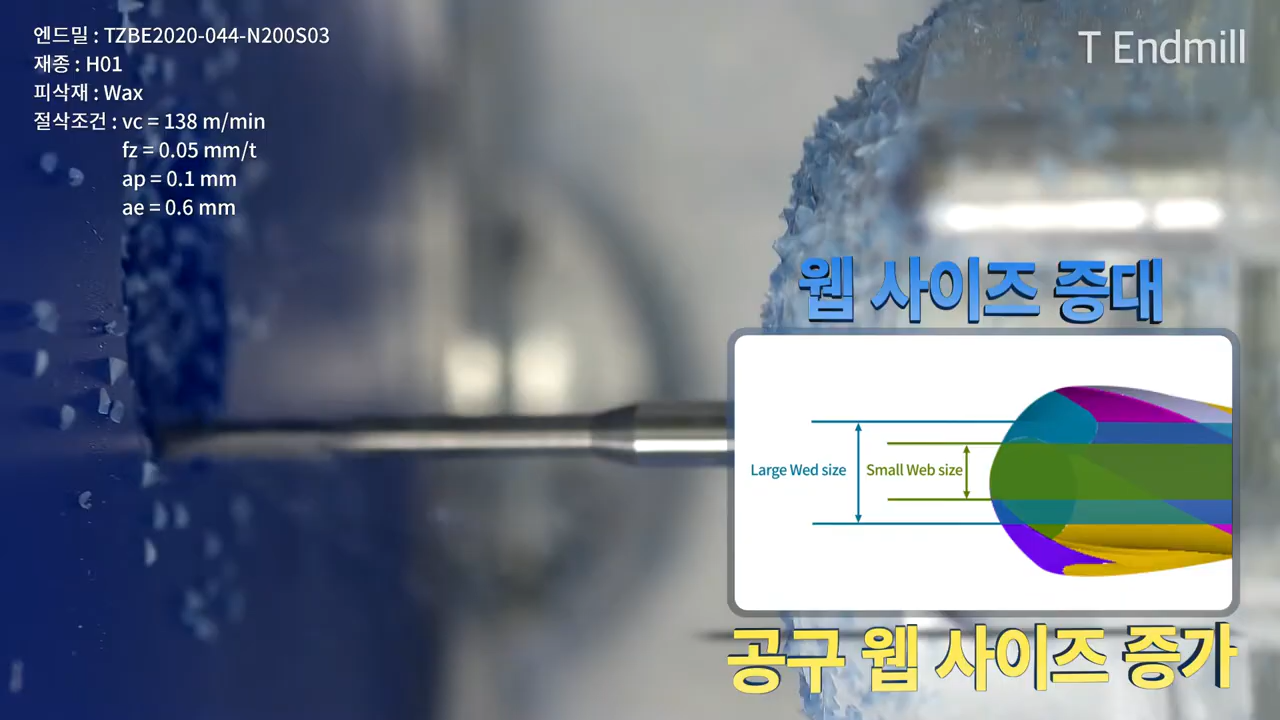 엔드밀 : TZBE2020-044-N200S03
재종 : H01
피삭재 : Wax
절삭조건 : vc = 138 m/min
fz = 0.05 mm/t
ap = 0.1 mm
ae = 0.6 mm
T Endmill
웹 사이즈 증대
Large Wed size
Small Web size
공구 웹 사이즈 증가